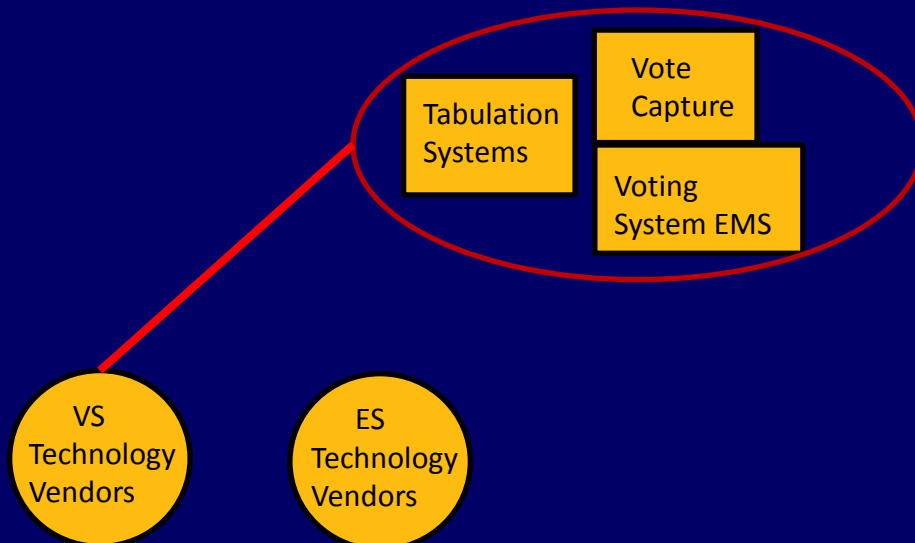 Vote
Capture
Tabulation
Systems
Voting
System EMS
VS
Technology
Vendors
ES
Technology
Vendors